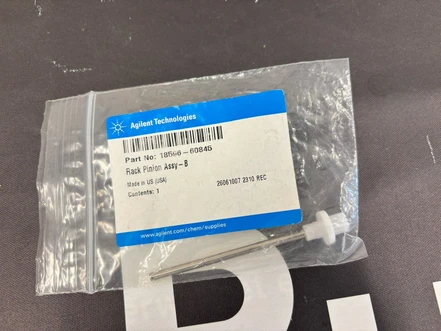 Agilent Technologies
Part No: 18596-60845
Rack Pinion Assy-B
Made in US (USA)
Contents: 1
26061007 2310 REC
www.agilent.com/chem/supplies